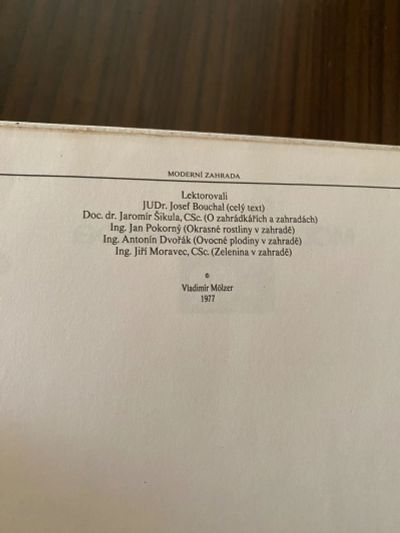 MODERNÍ ZAHRADA
Lektorovali
JUDr. Josef Bouchal (celý text)
Doc. dr. Jaromír Šikula, CSc. (O zahrádkářích a zahradách)
Ing. Jan Pokorný (Okrasné rostliny v zahradě)
Ing. Antonín Dvořák (Ovocné plodiny v zahradě)
Ing. Jiří Moravec, CSc. (Zelenina v zahradě)
©
Vladimír Mölzer
1977